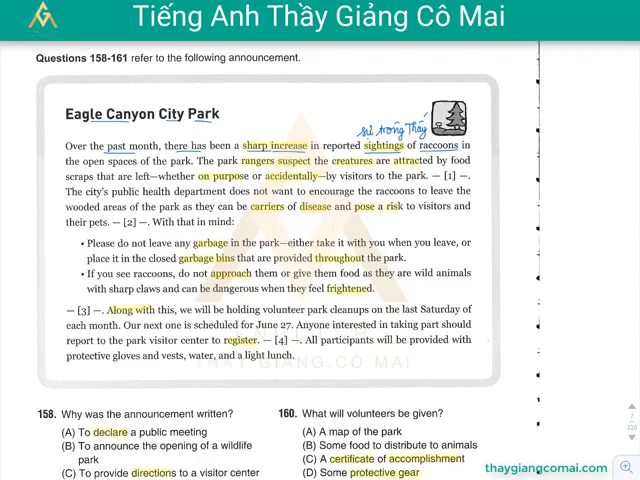 Tiếng Anh Thầy Giảng Cô Mai
Questions 158-161 refer to the following announcement.
Eagle Canyon City Park
sự trông Thấy
Over the past month, there has been a sharp increase in reported sightings of raccoons in
the open spaces of the park. The park rangers suspect the creatures are attracted by food
scraps that are left—whether on purpose or accidentally—by visitors to the park. — [1] —.
The city's public health department does not want to encourage the raccoons to leave the
wooded areas of the park as they can be carriers of disease and pose a risk to visitors and
their pets. — [2] —. With that in mind:
• Please do not leave any garbage in the park—either take it with you when you leave, or
place it in the closed garbage bins that are provided throughout the park.
• If you see raccoons, do not approach them or give them food as they are wild animals
with sharp claws and can be dangerous when they feel frightened.
— [3] —. Along with this, we will be holding volunteer park cleanups on the last Saturday of
each month. Our next one is scheduled for June 27. Anyone interested in taking part should
report to the park visitor center to register. — [4] —. All participants will be provided with
protective gloves and vests, water, and a light lunch.
THAY GIANG.CÔ MAI
158. Why was the announcement written?
(A) To declare a public meeting
(B) To announce the opening of a wildlife
park
(C) To provide directions to a visitor center
160. What will volunteers be given?
(A) A map of the park
(B) Some food to distribute to animals
(C) A certificate of accomplishment
(D) Some protective gear
7
220
thaygiangcomai.com